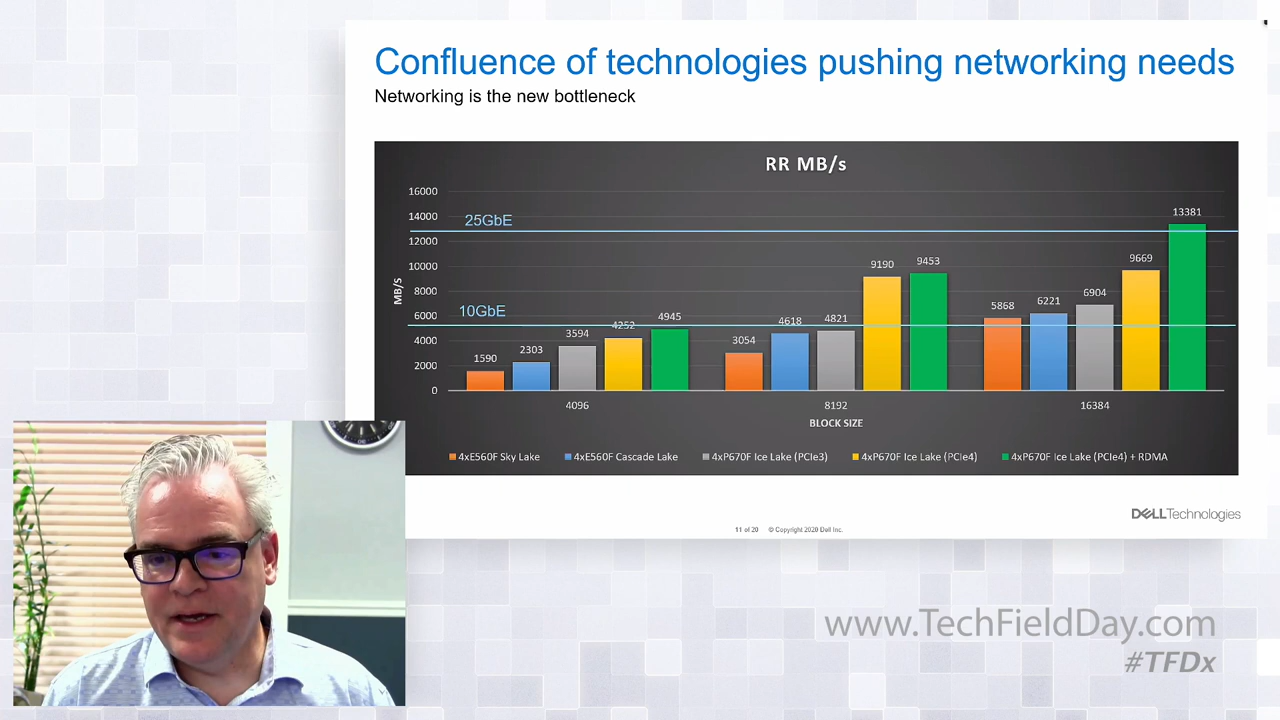 Confluence of technologies pushing networking needs
Networking is the new bottleneck
RR MB/s
16000
14000
12000
10000
8000
6000
4000
2000
0
MB/S
25GbE
10GbE
1590
2303
3594
4252
4945
3054
4618
4821
9190
9453
5868
6221
6904
9669
13381
4096
8192
16384
BLOCK SIZE
4xE560F Sky Lake
4xE560F Cascade Lake
4xP670F Ice Lake (PCIe3)
4xP670F Ice Lake (PCIe4)
4xP670F Ice Lake (PCIe4) + RDMA
DELLTechnologies
11 of 20 © Copyright 2020 Dell Inc.
www.TechFieldDay.com
#TFDx